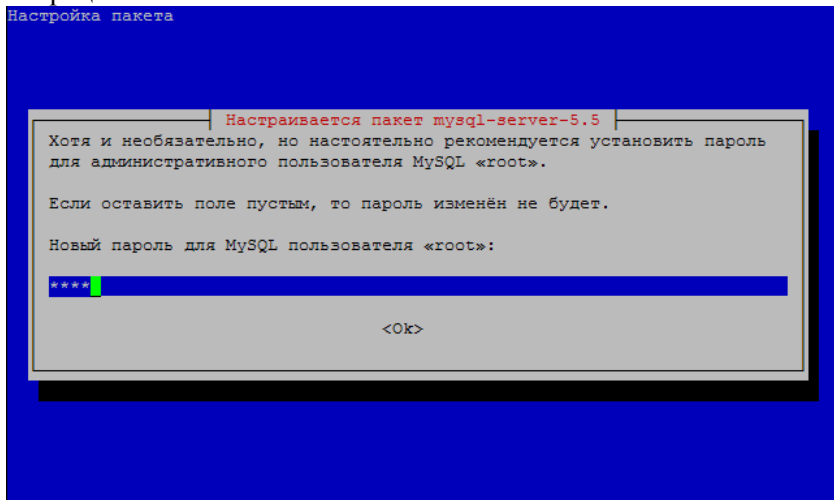 Настройка пакета
Настраивается пакет mysql-server-5.5
Хотя и необязательно, но настоятельно рекомендуется установить пароль
для административного пользователя MySQL «root».
Если оставить поле пустым, то пароль изменён не будет.
Новый пароль для MySQL пользователя «root»:
****
<Ok>